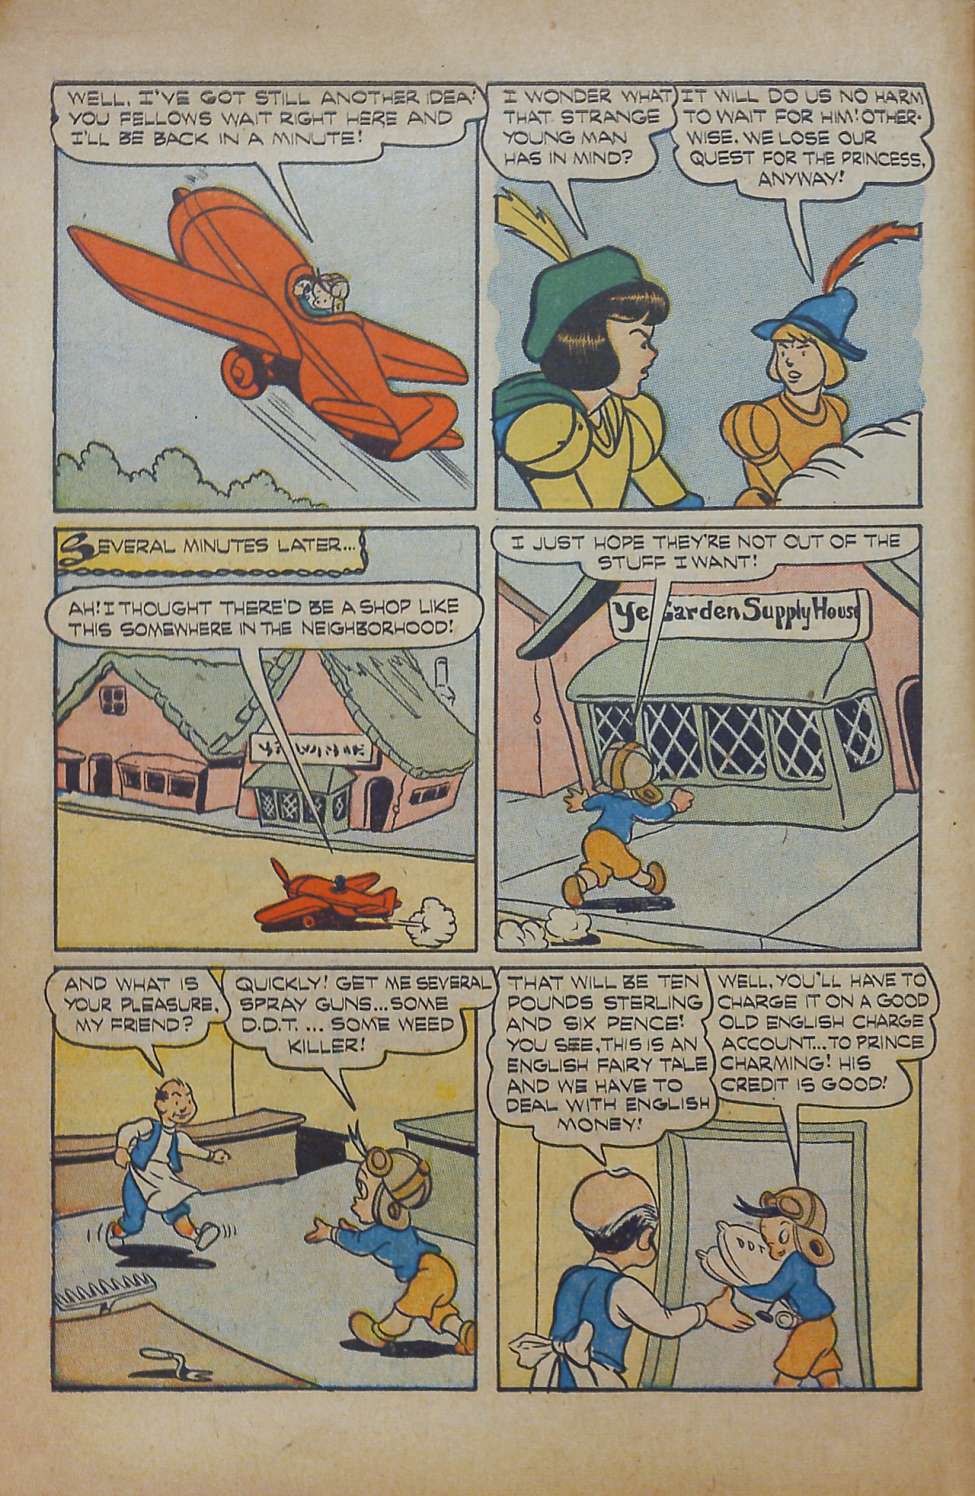 WELL, I'VE GOT STILL ANOTHER IDEA!
YOU FELLOWS WAIT RIGHT HERE AND
I'LL BE BACK IN A MINUTE!
I WONDER WHAT
THAT STRANGE
YOUNG MAN
HAS IN MIND?
IT WILL DO US NO HARM
TO WAIT FOR HIM! OTHER-
WISE, WE LOSE OUR
QUEST FOR THE PRINCESS,
ANYWAY!
SEVERAL MINUTES LATER...
AH! I THOUGHT THERE'D BE A SHOP LIKE
THIS SOMEWHERE IN THE NEIGHBORHOOD!
I JUST HOPE THEY'RE NOT OUT OF THE
STUFF I WANT!
Ye Garden Supply House
AND WHAT IS
YOUR PLEASURE,
MY FRIEND?
QUICKLY! GET ME SEVERAL
SPRAY GUNS... SOME
D.D.T. ... SOME WEED
KILLER!
THAT WILL BE TEN
POUNDS STERLING
AND SIX PENCE!
YOU SEE, THIS IS AN
ENGLISH FAIRY TALE
AND WE HAVE TO
DEAL WITH ENGLISH
MONEY!
WELL, YOU'LL HAVE TO
CHARGE IT ON A GOOD
OLD ENGLISH CHARGE
ACCOUNT... TO PRINCE
CHARMING! HIS
CREDIT IS GOOD!
DDT